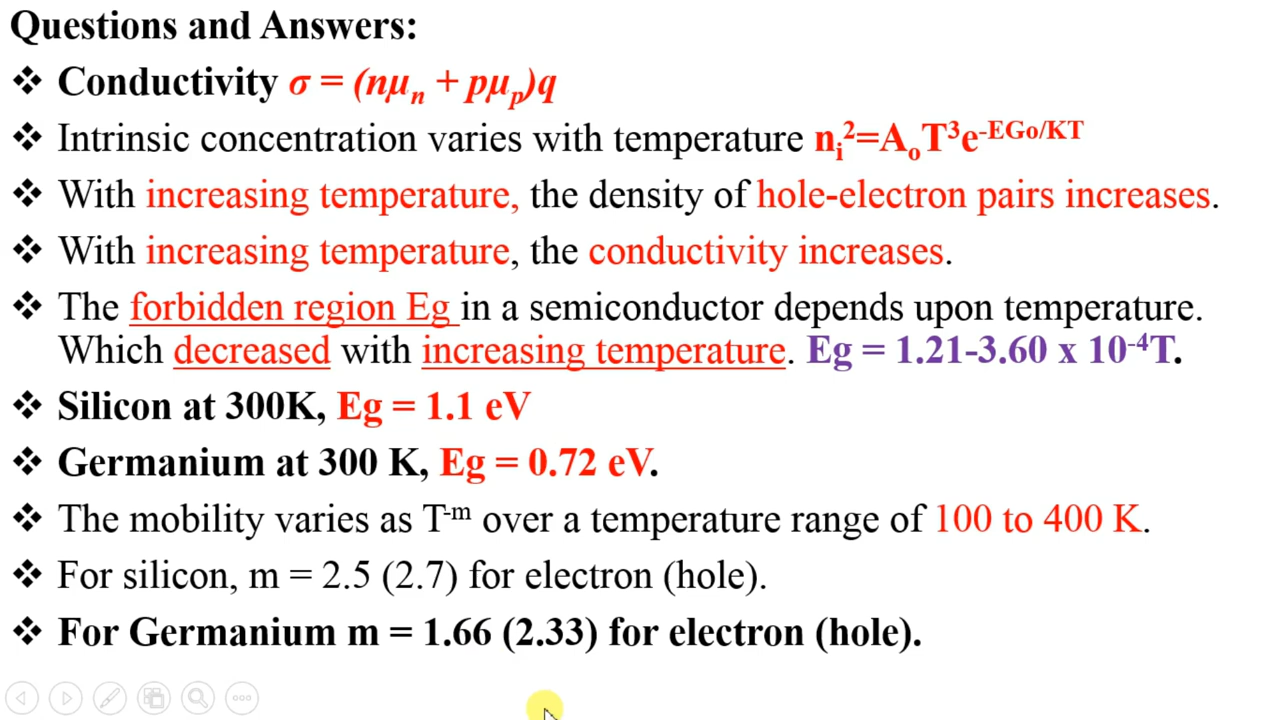 Questions and Answers:
❖ Conductivity σ = (nμₙ + pμₚ)q
❖ Intrinsic concentration varies with temperature nᵢ²=AₒT³e^-EGo/KT
❖ With increasing temperature, the density of hole-electron pairs increases.
❖ With increasing temperature, the conductivity increases.
❖ The forbidden region Eg in a semiconductor depends upon temperature.
Which decreased with increasing temperature. Eg = 1.21-3.60 x 10⁻⁴T.
❖ Silicon at 300K, Eg = 1.1 eV
❖ Germanium at 300 K, Eg = 0.72 eV.
❖ The mobility varies as T⁻ᵐ over a temperature range of 100 to 400 K.
❖ For silicon, m = 2.5 (2.7) for electron (hole).
❖ For Germanium m = 1.66 (2.33) for electron (hole).